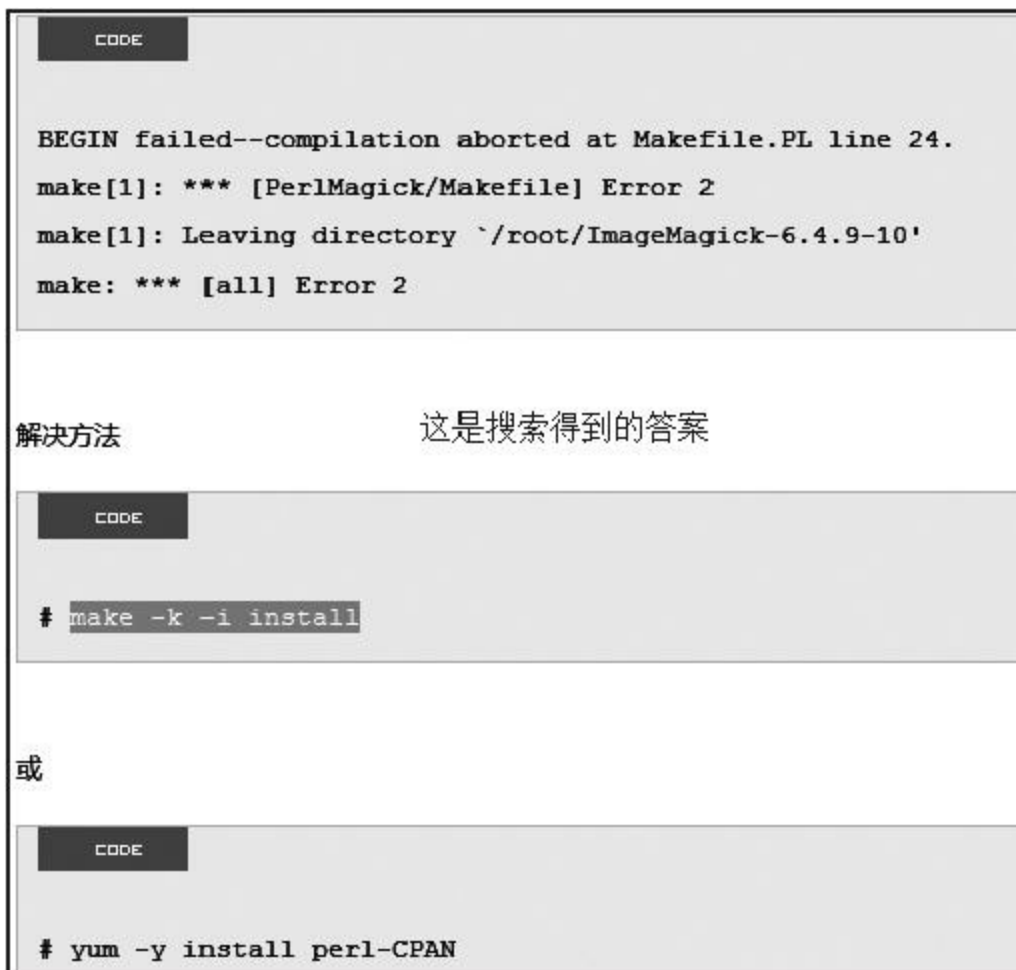 CODE
BEGIN failed--compilation aborted at Makefile.PL line 24.
make[1]: *** [PerlMagick/Makefile] Error 2
make[1]: Leaving directory `/root/ImageMagick-6.4.9-10'
make: *** [all] Error 2
解决方法 这是搜索得到的答案
CODE
# make -k -i install
或
CODE
# yum -y install perl-CPAN